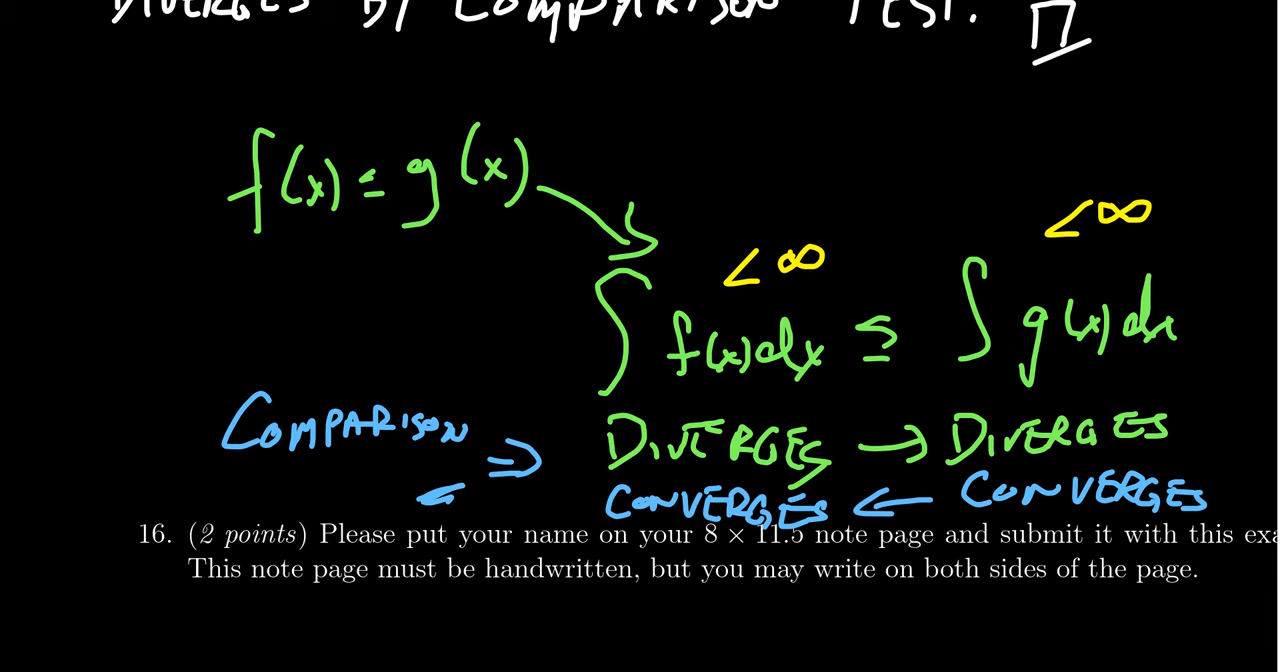 DIVERGES BY COMPARISON TEST. □
f(x) ≤ g(x)
< ∞ < ∞
∫ f(x)dx ≤ ∫ g(x)dx
COMPARISON ⇒ DIVERGES → DIVERGES
CONVERGES ← CONVERGES
16. (2 points) Please put your name on your 8 × 11.5 note page and submit it with this exa
This note page must be handwritten, but you may write on both sides of the page.